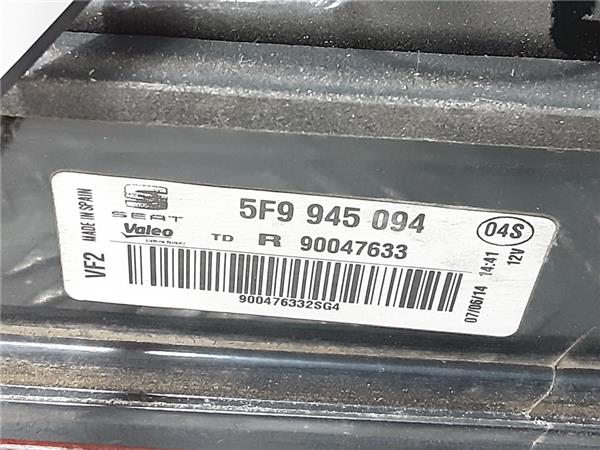 SEAT
5F9 945 094
04S
Valeo
TD R 90047633
900476332SG4
VF2
MADE IN SPAIN
07/06/14 14:41
12V